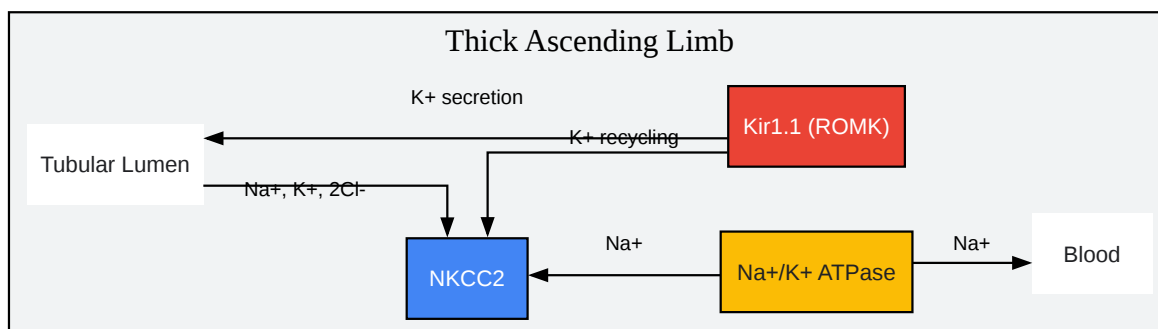 Thick Ascending Limb
K+ secretion
Kir1.1 (ROMK)
K+ recycling
Tubular Lumen
Na+, K+, 2Cl-
Na+
Na+
Blood
NKCC2
Na+/K+ ATPase